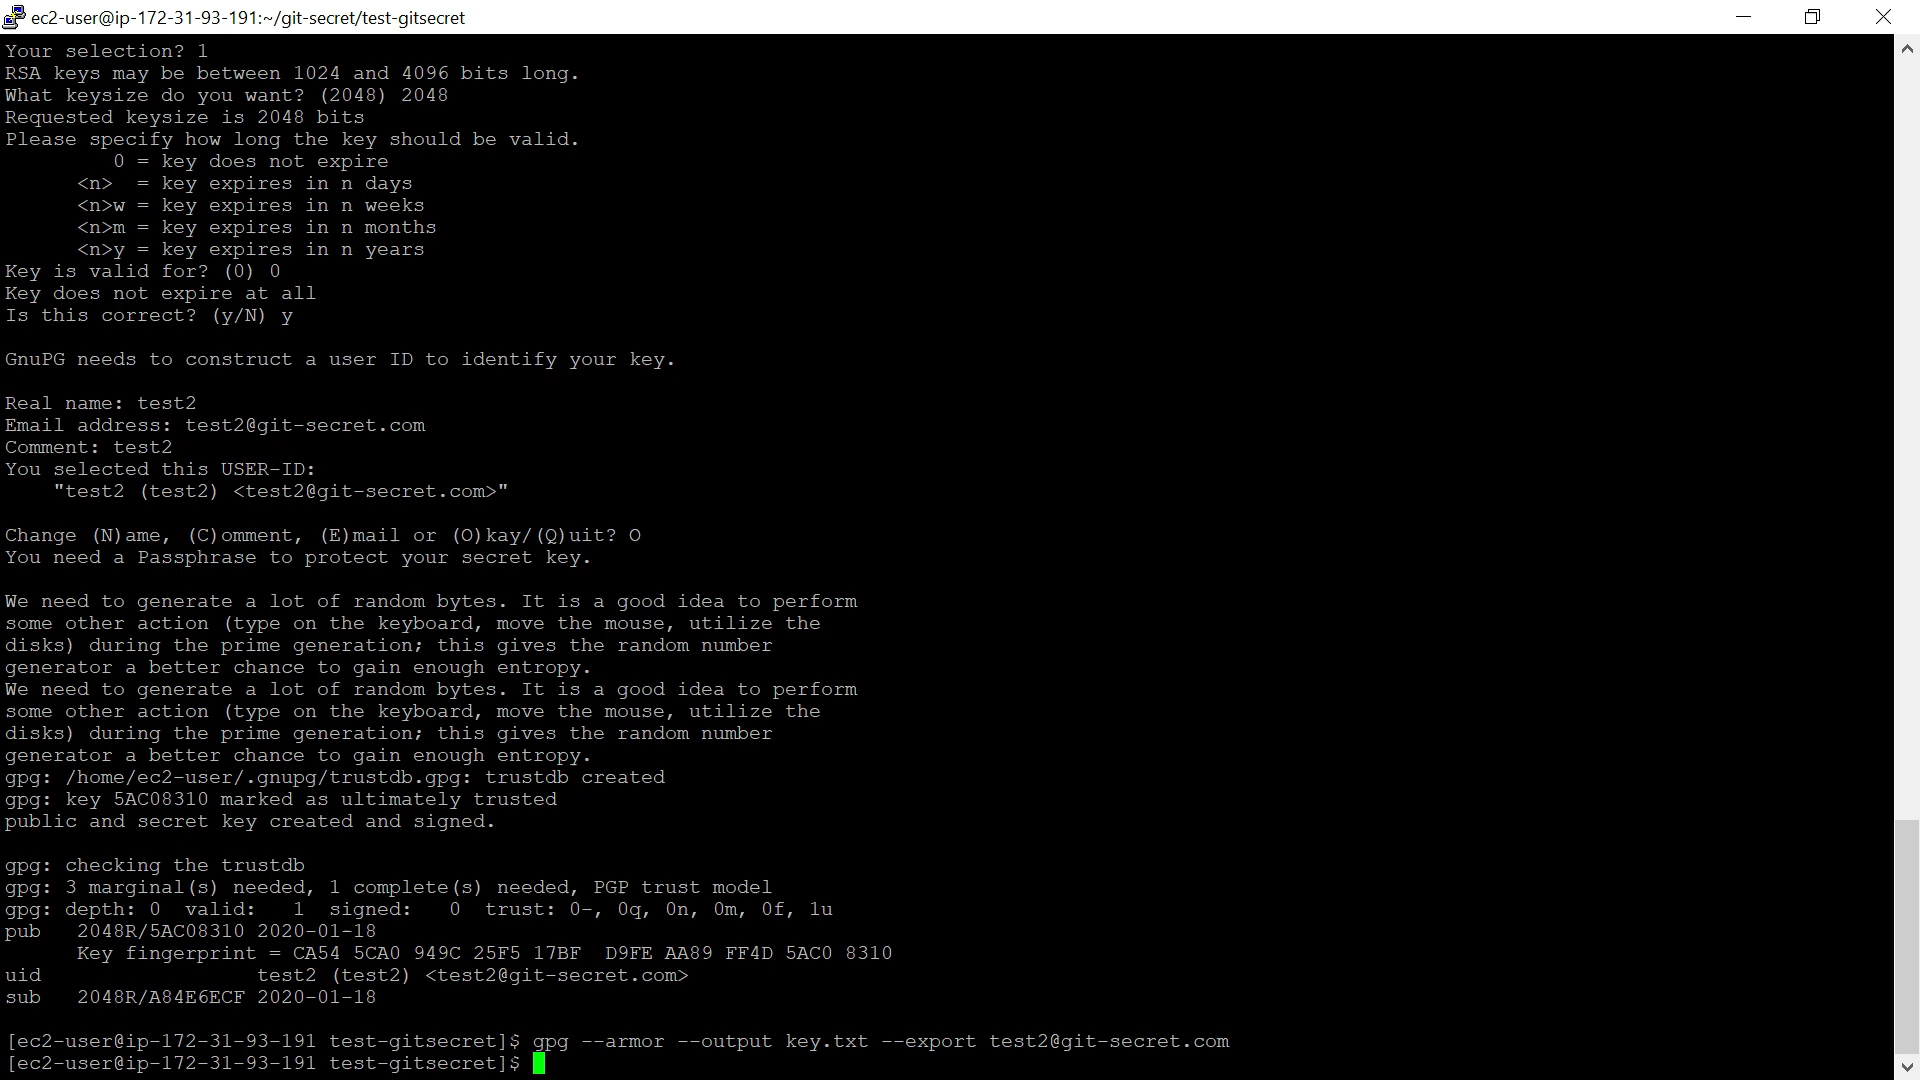 ec2-user@ip-172-31-93-191:~/git-secret/test-gitsecret
Your selection? 1
RSA keys may be between 1024 and 4096 bits long.
What keysize do you want? (2048) 2048
Requested keysize is 2048 bits
Please specify how long the key should be valid.
         0 = key does not expire
      <n>  = key expires in n days
      <n>w = key expires in n weeks
      <n>m = key expires in n months
      <n>y = key expires in n years
Key is valid for? (0) 0
Key does not expire at all
Is this correct? (y/N) y
GnuPG needs to construct a user ID to identify your key.
Real name: test2
Email address: test2@git-secret.com
Comment: test2
You selected this USER-ID:
    "test2 (test2) <test2@git-secret.com>"
Change (N)ame, (C)omment, (E)mail or (O)kay/(Q)uit? O
You need a Passphrase to protect your secret key.
We need to generate a lot of random bytes. It is a good idea to perform
some other action (type on the keyboard, move the mouse, utilize the
disks) during the prime generation; this gives the random number
generator a better chance to gain enough entropy.
We need to generate a lot of random bytes. It is a good idea to perform
some other action (type on the keyboard, move the mouse, utilize the
disks) during the prime generation; this gives the random number
generator a better chance to gain enough entropy.
gpg: /home/ec2-user/.gnupg/trustdb.gpg: trustdb created
gpg: key 5AC08310 marked as ultimately trusted
public and secret key created and signed.
gpg: checking the trustdb
gpg: 3 marginal(s) needed, 1 complete(s) needed, PGP trust model
gpg: depth: 0  valid:   1  signed:   0  trust: 0-, 0q, 0n, 0m, 0f, 1u
pub   2048R/5AC08310 2020-01-18
      Key fingerprint = CA54 5CA0 949C 25F5 17BF  D9FE AA89 FF4D 5AC0 8310
uid                  test2 (test2) <test2@git-secret.com>
sub   2048R/A84E6ECF 2020-01-18
[ec2-user@ip-172-31-93-191 test-gitsecret]$ gpg --armor --output key.txt --export test2@git-secret.com
[ec2-user@ip-172-31-93-191 test-gitsecret]$